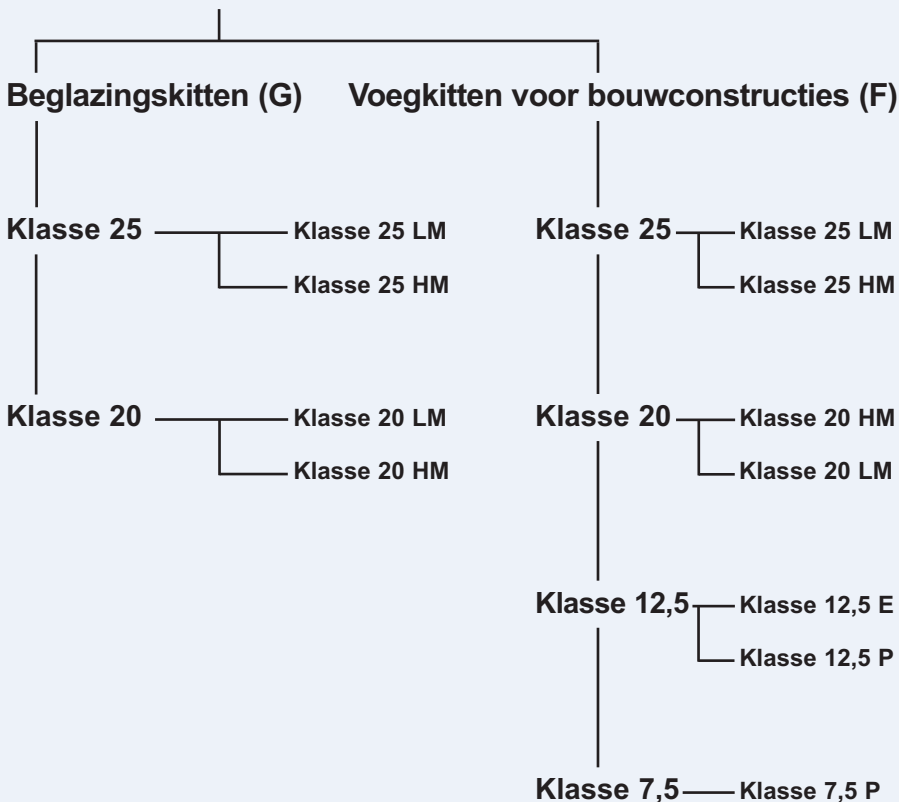 Beglazingskitten (G) Voegkitten voor bouwconstructies (F)
Klasse 25 Klasse 25 LM Klasse 25 Klasse 25 LM
Klasse 25 HM Klasse 25 HM
Klasse 20 Klasse 20 LM Klasse 20 Klasse 20 HM
Klasse 20 HM Klasse 20 LM
Klasse 12,5 Klasse 12,5 E
Klasse 12,5 P
Klasse 7,5 Klasse 7,5 P